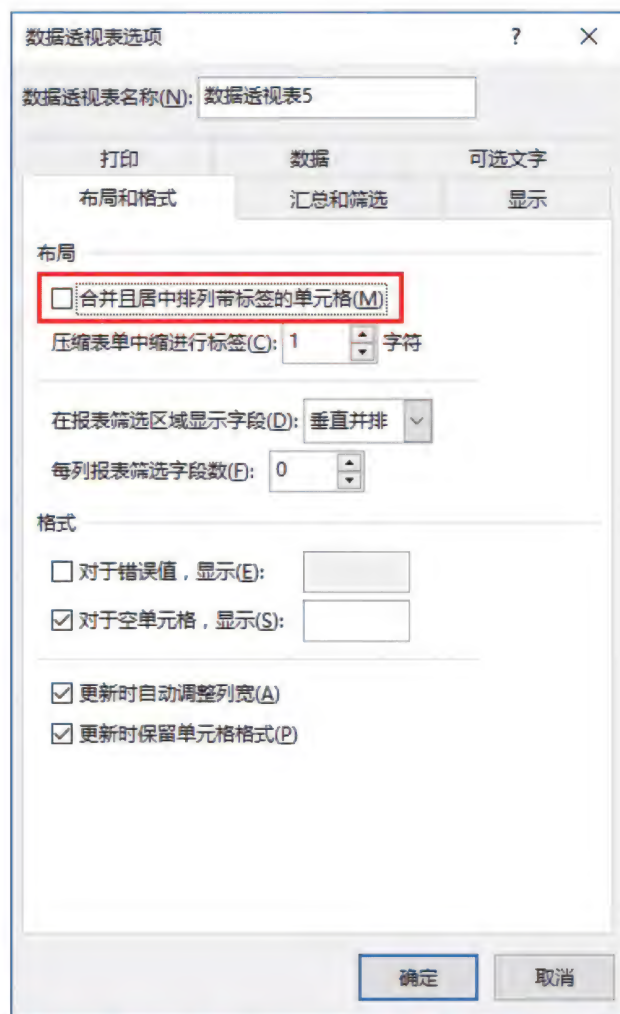 数据透视表选项 ? ×
数据透视表名称(N): 数据透视表5
打印 数据 可选文字
布局和格式 汇总和筛选 显示
布局
合并且居中排列带标签的单元格(M)
压缩表单中缩进行标签(C): 1 字符
在报表筛选区域显示字段(D): 垂直并排
每列报表筛选字段数(F): 0
格式
对于错误值，显示(E):
对于空单元格，显示(S):
更新时自动调整列宽(A)
更新时保留单元格格式(P)
确定 取消